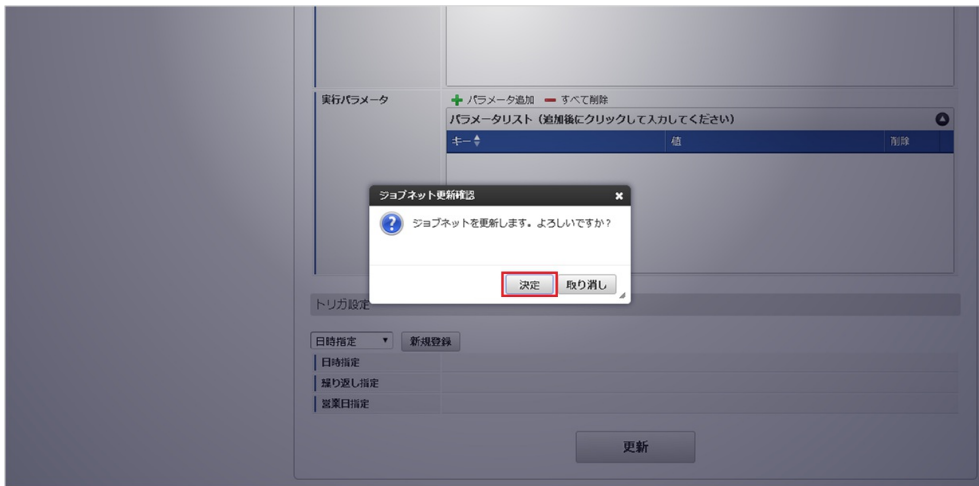 実行パラメータ
パラメータ追加 すべて削除
パラメータリスト（追加後にクリックして入力してください）
キー 値 削除
ジョブネット更新確認
ジョブネットを更新します。よろしいですか？
決定 取り消し
トリガ設定
日時指定 新規登録
日時指定
繰り返し指定
営業日指定
更新